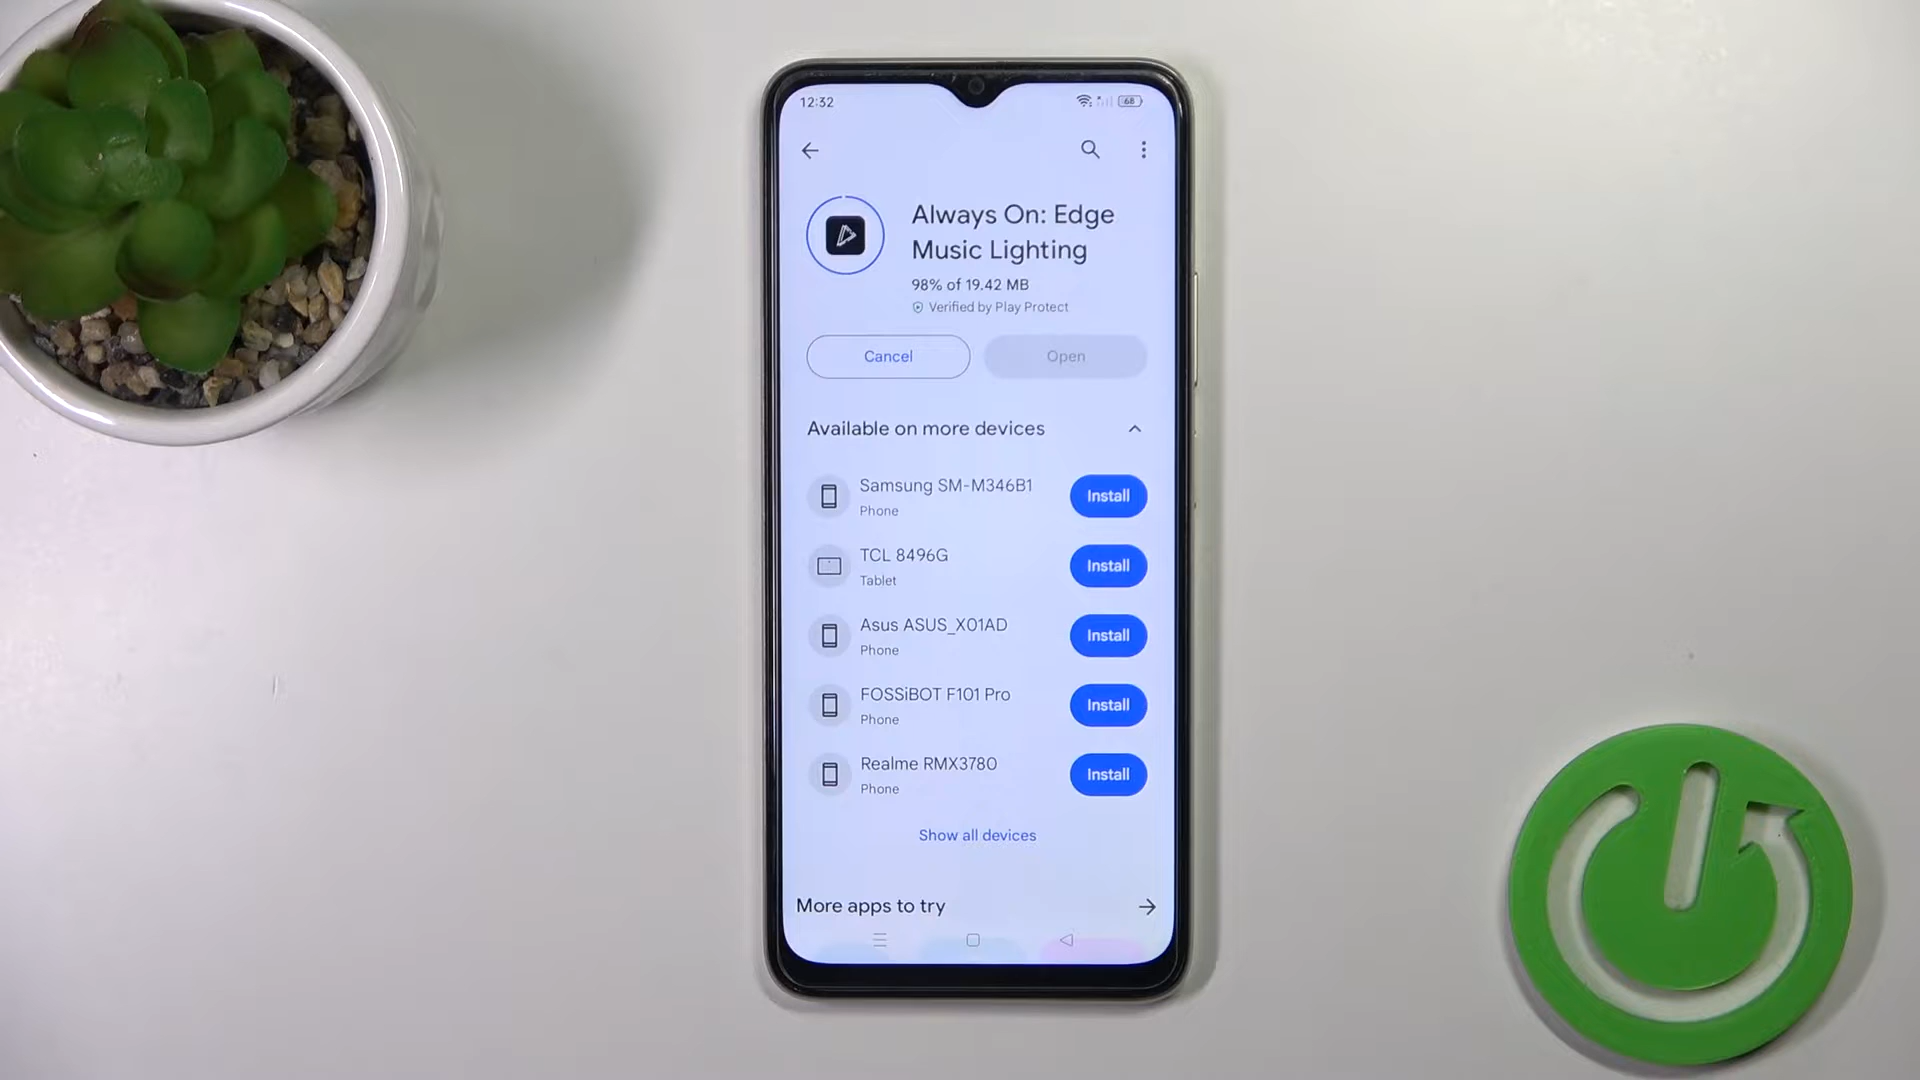 12:32
68
Always On: Edge
Music Lighting
98% of 19.42 MB
Verified by Play Protect
Cancel
Open
Available on more devices
Samsung SM-M346B1
Phone
Install
TCL 8496G
Tablet
Install
Asus ASUS_X01AD
Phone
Install
FOSSiBOT F101 Pro
Phone
Install
Realme RMX3780
Phone
Install
Show all devices
More apps to try